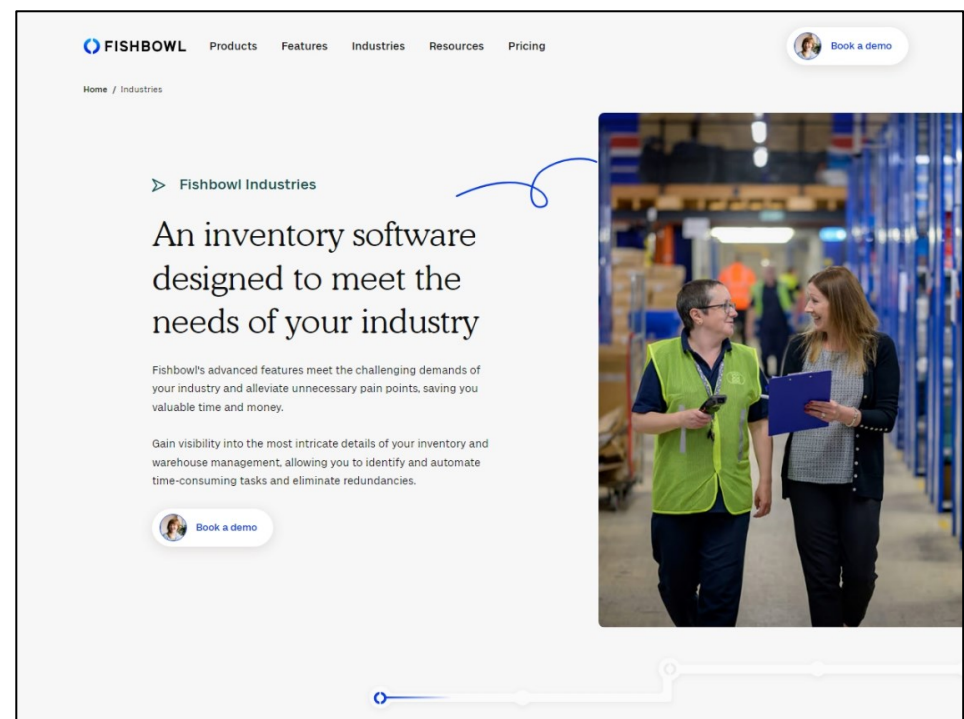 FISHBOWL
Products
Features
Industries
Resources
Pricing
Book a demo
Home / Industries
Fishbowl Industries
An inventory software
designed to meet the
needs of your industry
Fishbowl's advanced features meet the challenging demands of
your industry and alleviate unnecessary pain points, saving you
valuable time and money.
Gain visibility into the most intricate details of your inventory and
warehouse management, allowing you to identify and automate
time-consuming tasks and eliminate redundancies.
Book a demo